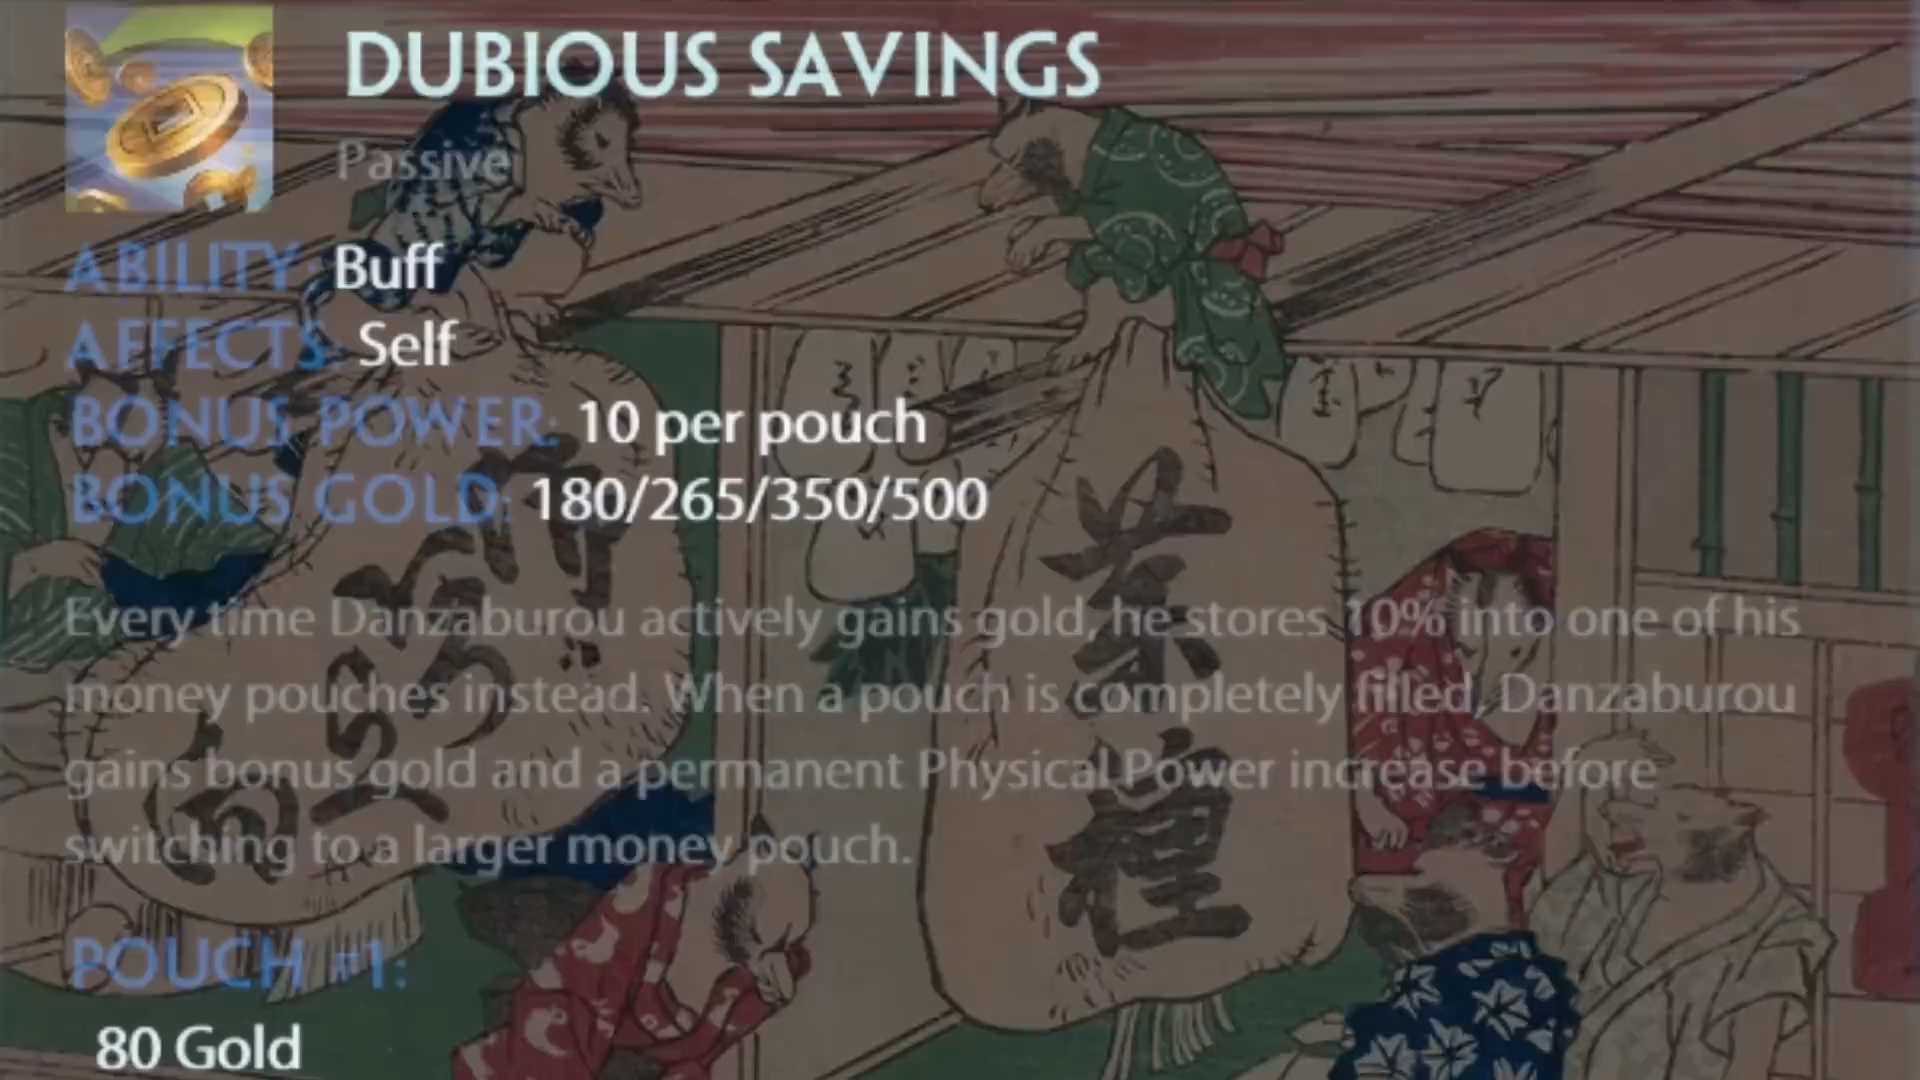 DUBIOUS SAVINGS
Passive
ABILITY: Buff
AFFECTS: Self
BONUS POWER: 10 per pouch
BONUS GOLD: 180/265/350/500
Every time Danzaburou actively gains gold, he stores 10% into one of his
money pouches instead. When a pouch is completely filled, Danzaburou
gains bonus gold and a permanent Physical Power increase before
switching to a larger money pouch.
POUCH #1:
80 Gold
茶狸